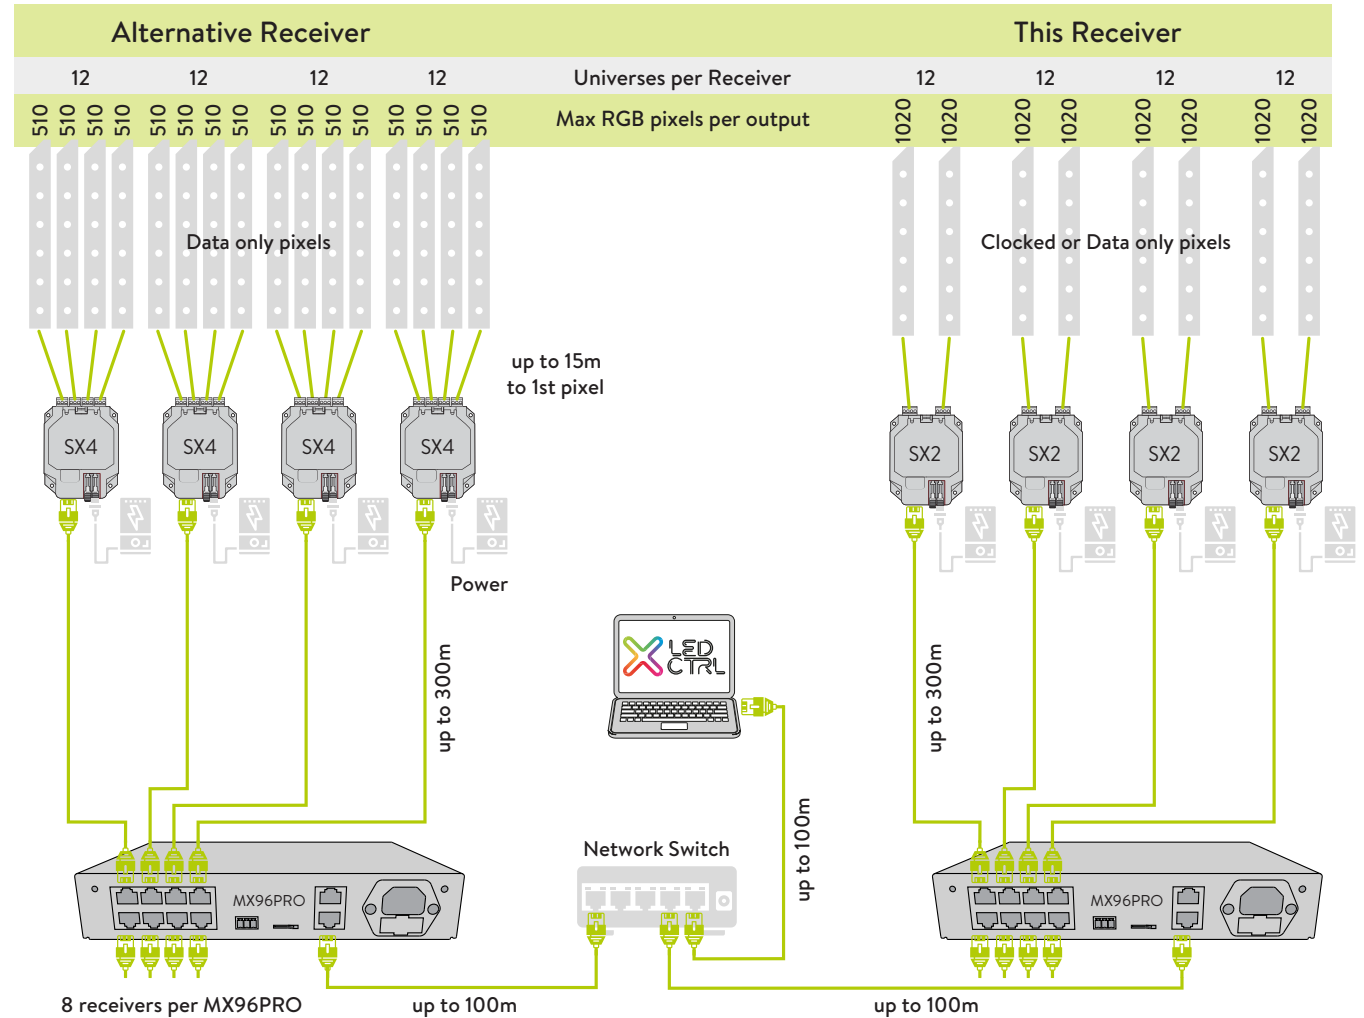 Alternative Receiver
This Receiver
12 12 12 12 Universes per Receiver 12 12 12 12
510 510 510 510 510 510 510 510 510 510 510 510 510 510 510 510 Max RGB pixels per output 1020 1020 1020 1020 1020 1020 1020 1020
Data only pixels
Clocked or Data only pixels
up to 15m
to 1st pixel
SX4 SX4 SX4 SX4
SX2 SX2 SX2 SX2
Power
LED
CTRL
up to 300m
up to 300m
up to 100m
Network Switch
MX96PRO
MX96PRO
8 receivers per MX96PRO
up to 100m
up to 100m